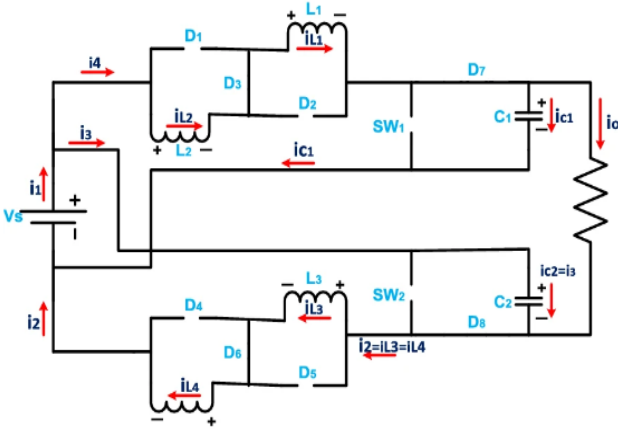 L1
+ −
D1
iL1
i4
D3
D7
iL2
D2
C1
+
−
ic1
io
SW1
i3
+ L2 −
ic1
i1
+
Vs
−
ic2=i3
L3
− +
SW2
C2
+
−
D4
iL3
i2
D8
D6
i2=iL3=iL4
D5
iL4
− +